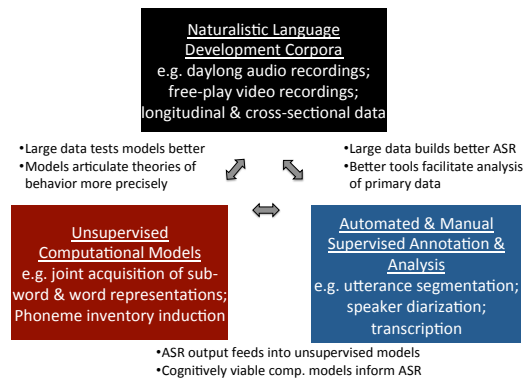 Naturalistic Language
Development Corpora
e.g. daylong audio recordings;
free-play video recordings;
longitudinal & cross-sectional data
•Large data tests models better
•Models articulate theories of
behavior more precisely
•Large data builds better ASR
•Better tools facilitate analysis
of primary data
Unsupervised
Computational Models
e.g. joint acquisition of sub-
word & word representations;
Phoneme inventory induction
Automated & Manual
Supervised Annotation &
Analysis
e.g. utterance segmentation;
speaker diarization;
transcription
•ASR output feeds into unsupervised models
•Cognitively viable comp. models inform ASR